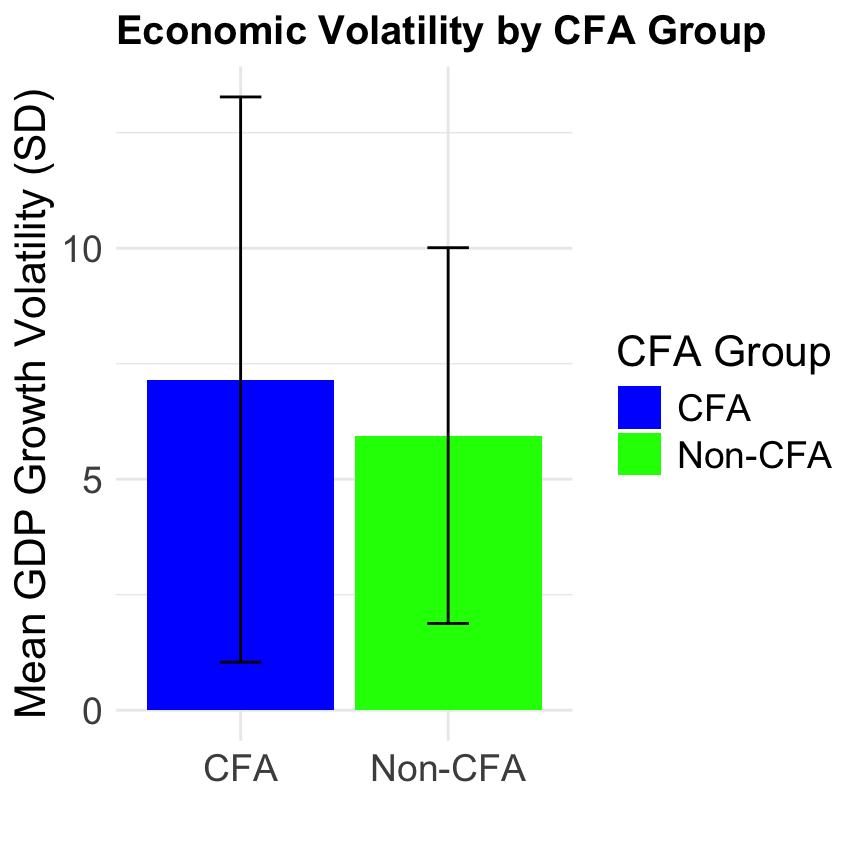 Economic Volatility by CFA Group
Mean GDP Growth Volatility (SD)
10
5
0
CFA
Non-CFA
CFA Group
CFA
Non-CFA